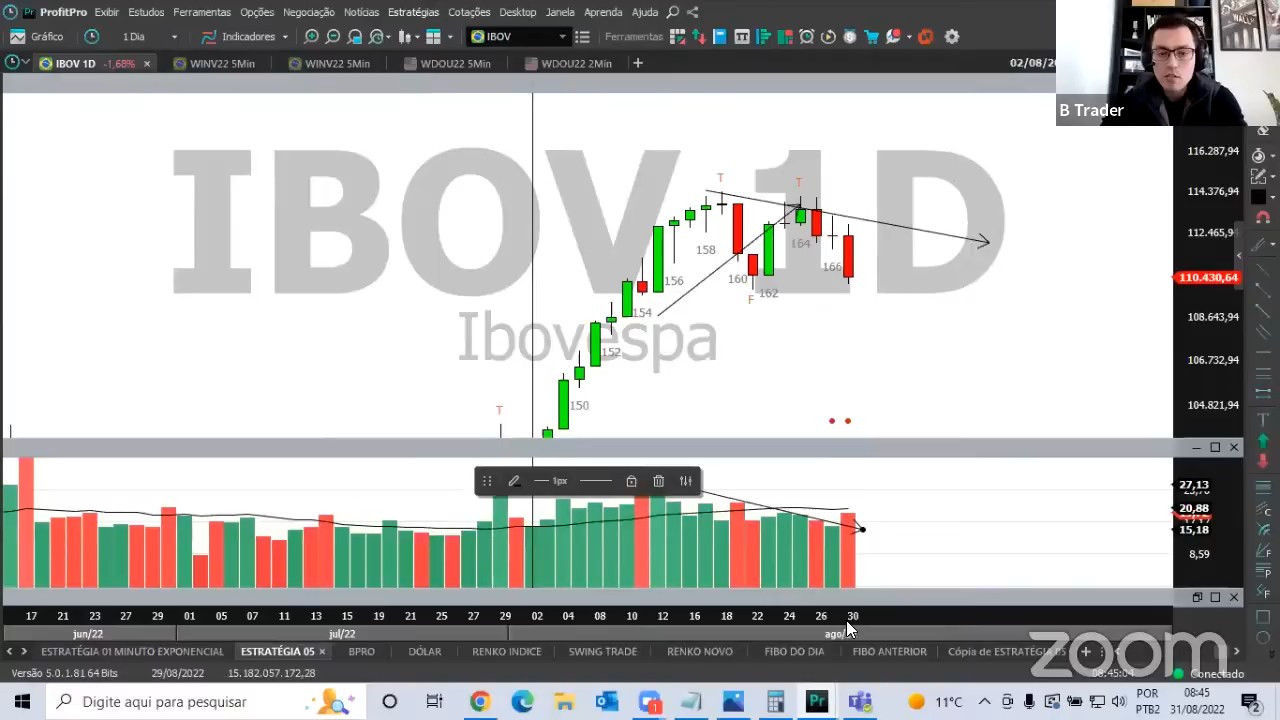 ProfitPro Exibir Estudos Ferramentas Opções Negociação Notícias Estratégias Cotações Desktop Janela Aprenda Ajuda
Gráfico 1 Dia Indicadores IBOV Ferramentas
IBOV 1D -1,68% WINV22 5Min WINV22 5Min WDOU22 5Min WDOU22 2Min
02/08/20
B Trader
IBOV 1D
Ibovespa
116.287,94
114.376,94
112.465,94
110.430,64
108.643,94
106.732,94
104.821,94
T
T
158
164
166
156
160
162
F
154
152
150
T
1px
27,13
20,88
15,18
8,59
17 21 23 27 29 01 05 07 11 13 15 19 21 25 27 29 02 04 08 10 12 16 18 22 24 26 30
jun/22 jul/22 ago/
ESTRATÉGIA 01 MINUTO EXPONENCIAL ESTRATÉGIA 05 BPRO DÓLAR RENKO INDICE SWING TRADE RENKO NOVO FIBO DO DIA FIBO ANTERIOR Cópia de ESTRATÉGIA 05
zoom
Versão 5.0.1.81 64 Bits 29/08/2022 15.182.057.172,28 08:45:04 Conectado
Digite aqui para pesquisar
1
Pr
11°C
POR
PTB2
08:45
31/08/2022
2